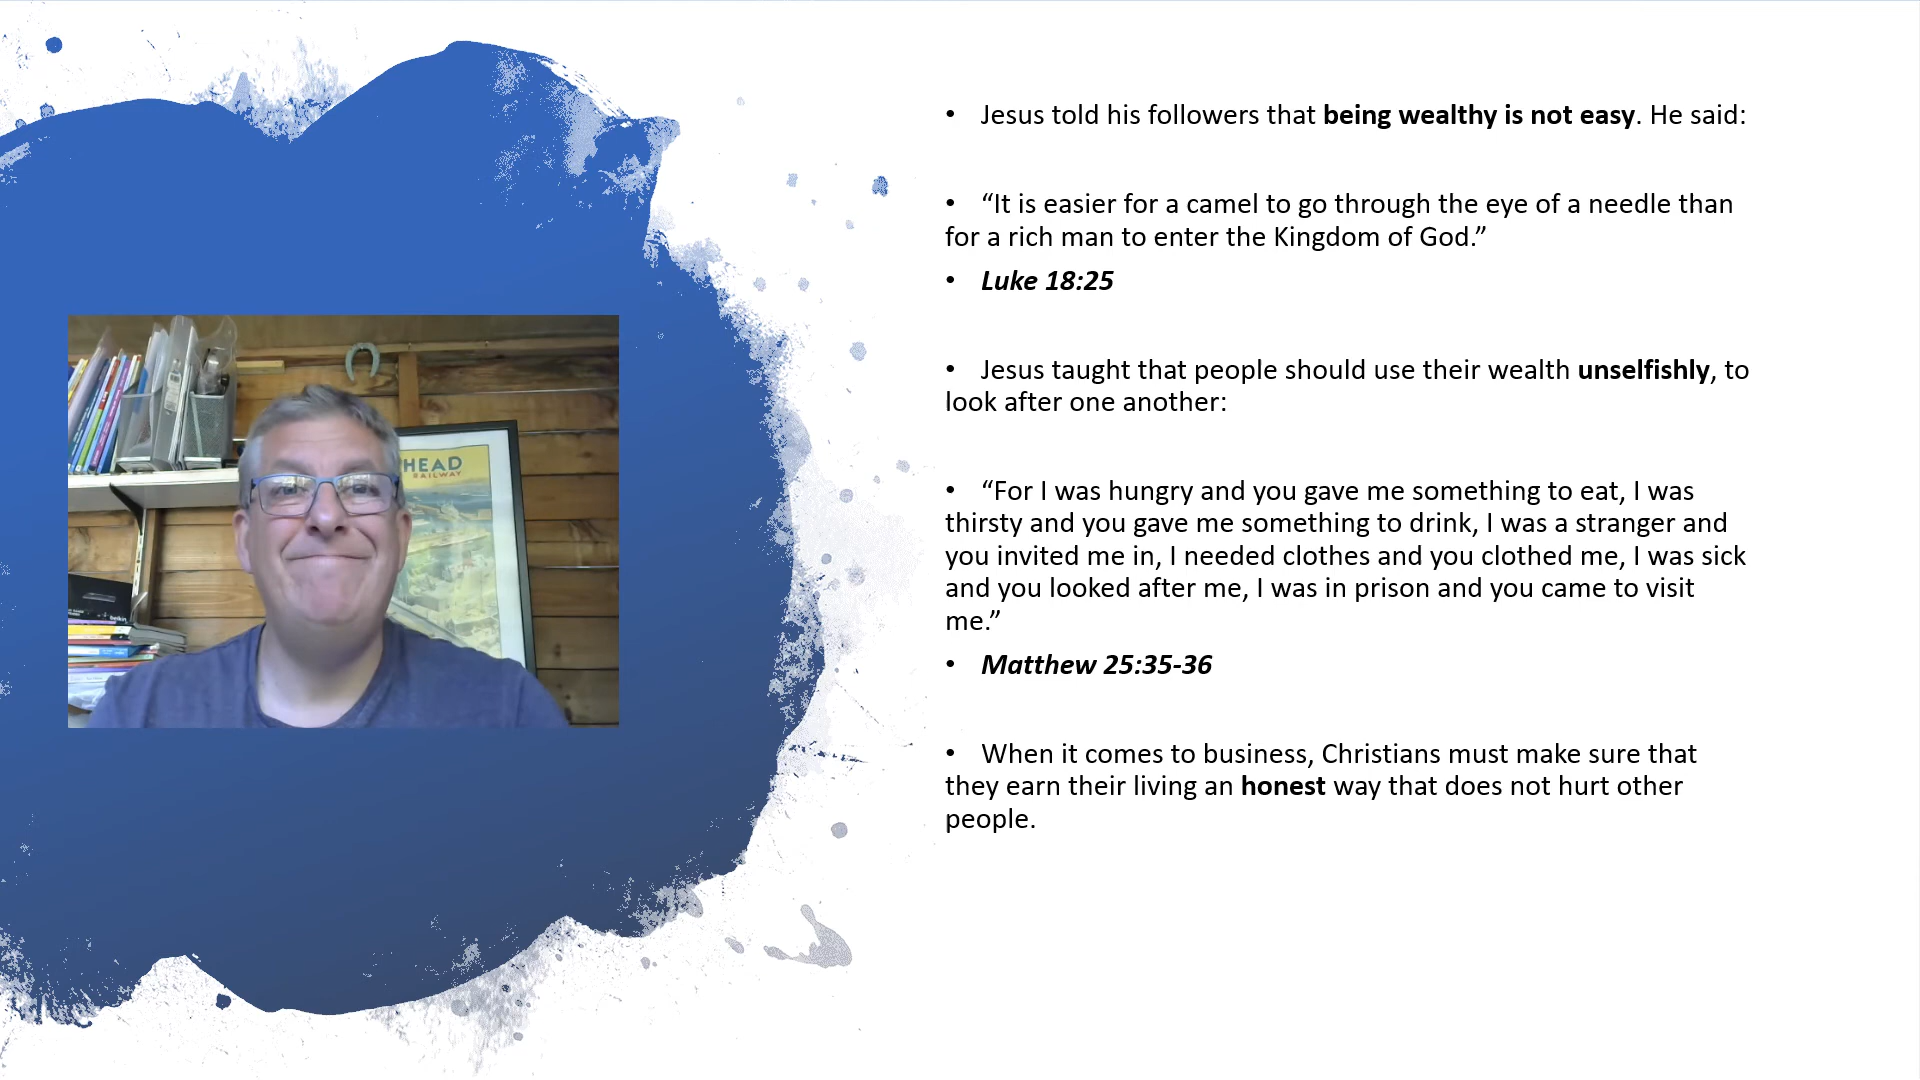 HEAD
RAILWAY
belkin
• Jesus told his followers that being wealthy is not easy. He said:
• “It is easier for a camel to go through the eye of a needle than
for a rich man to enter the Kingdom of God.”
• Luke 18:25
• Jesus taught that people should use their wealth unselfishly, to
look after one another:
• “For I was hungry and you gave me something to eat, I was
thirsty and you gave me something to drink, I was a stranger and
you invited me in, I needed clothes and you clothed me, I was sick
and you looked after me, I was in prison and you came to visit
me.”
• Matthew 25:35-36
• When it comes to business, Christians must make sure that
they earn their living an honest way that does not hurt other
people.